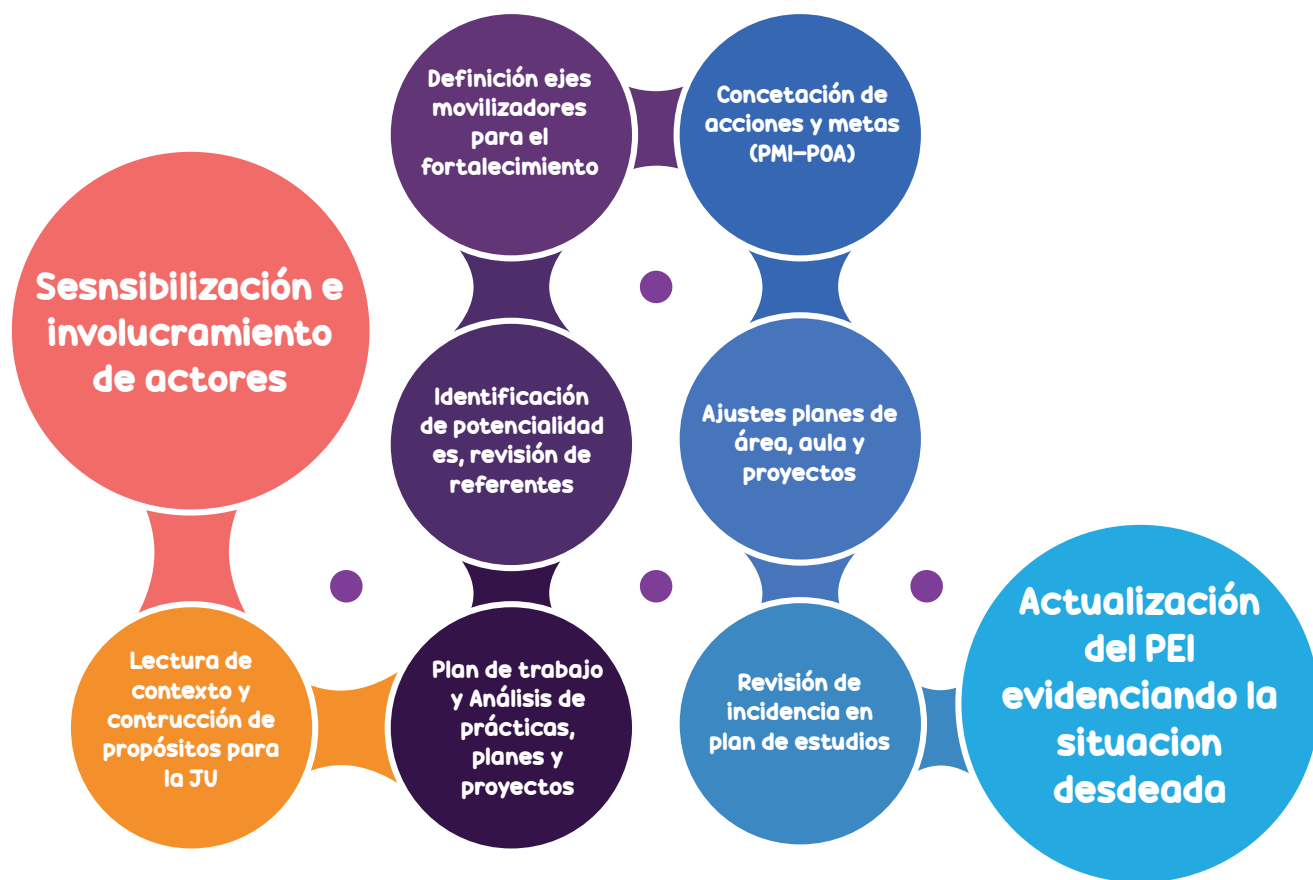 Sesnsibilización e
involucramiento
de actores
Lectura de
contexto y
contrucción de
propósitos para
la JU
Plan de trabajo
y Análisis de
prácticas,
planes y
proyectos
Identificación
de potencialidad
es, revisión de
referentes
Definición ejes
movilizadores
para el
fortalecimiento
Concetación de
acciones y metas
(PMI-POA)
Ajustes planes de
área, aula y
proyectos
Revisión de
incidencia en
plan de estudios
Actualización
del PEI
evidenciando la
situacion
desdeada